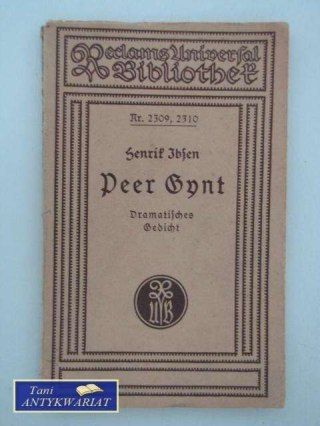 Reclams Universal
Bibliothek
Nr. 2309, 2310
Henrik Ibsen
Peer Gynt
Dramatisches
Gedicht
RUB
Tani
ANTYKWARIAT